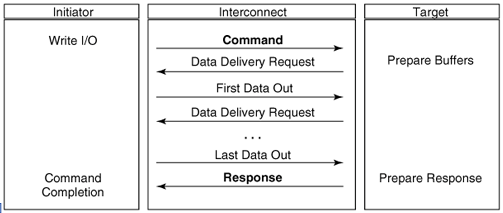 Initiator
Interconnect
Target
Write I/O
Command
Data Delivery Request
Prepare Buffers
First Data Out
Data Delivery Request
...
Last Data Out
Command
Completion
Response
Prepare Response